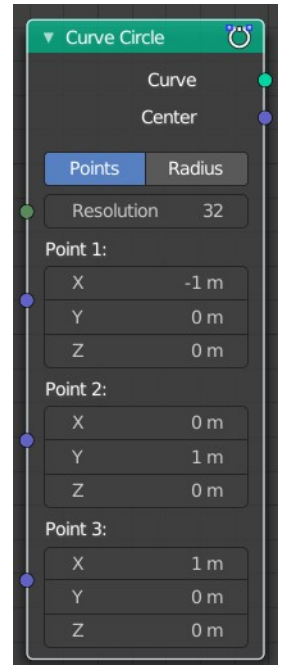 Curve Circle
Curve
Center
Points Radius
Resolution 32
Point 1:
X -1 m
Y 0 m
Z 0 m
Point 2:
X 0 m
Y 1 m
Z 0 m
Point 3:
X 1 m
Y 0 m
Z 0 m